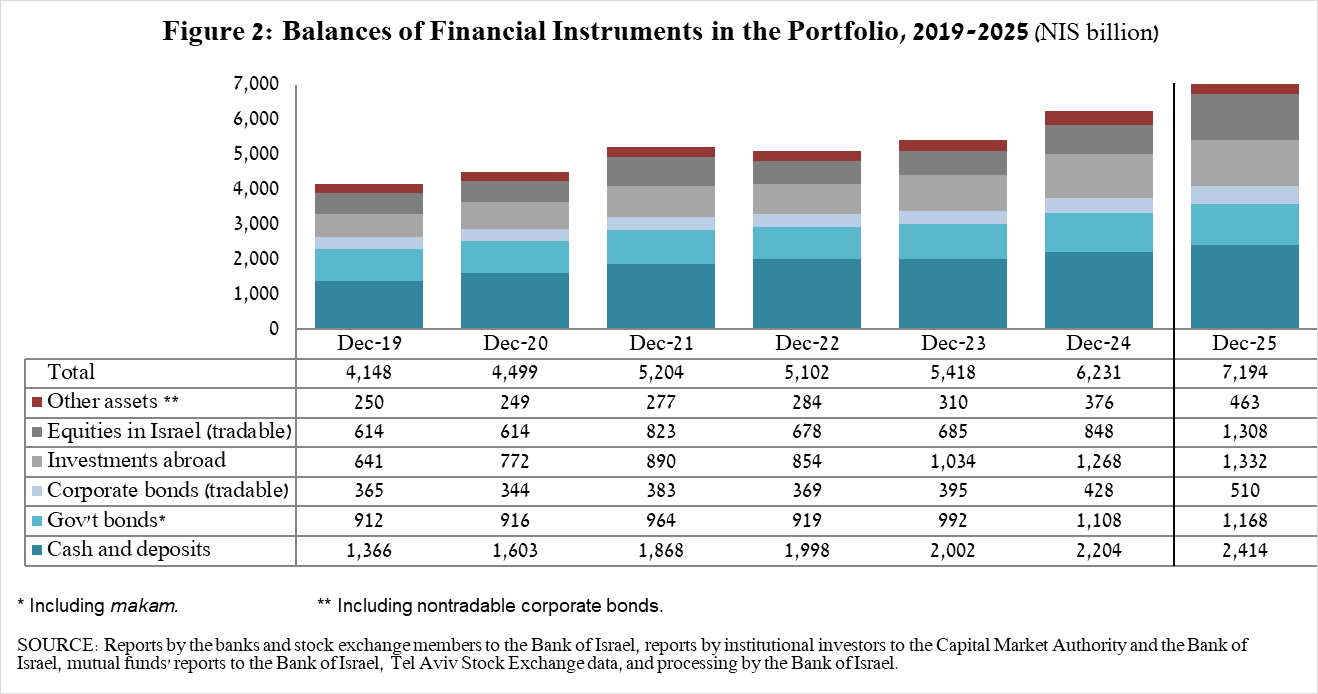 Figure 2: Balances of Financial Instruments in the Portfolio, 2019-2025 (NIS billion)
7,000
6,000
5,000
4,000
3,000
2,000
1,000
0
Dec-19 Dec-20 Dec-21 Dec-22 Dec-23 Dec-24 Dec-25
Total 4,148 4,499 5,204 5,102 5,418 6,231 7,194
Other assets ** 250 249 277 284 310 376 463
Equities in Israel (tradable) 614 614 823 678 685 848 1,308
Investments abroad 641 772 890 854 1,034 1,268 1,332
Corporate bonds (tradable) 365 344 383 369 395 428 510
Gov't bonds* 912 916 964 919 992 1,108 1,168
Cash and deposits 1,366 1,603 1,868 1,998 2,002 2,204 2,414
* Including makam. ** Including nontradable corporate bonds.
SOURCE: Reports by the banks and stock exchange members to the Bank of Israel, reports by institutional investors to the Capital Market Authority and the Bank of
Israel, mutual funds' reports to the Bank of Israel, Tel Aviv Stock Exchange data, and processing by the Bank of Israel.